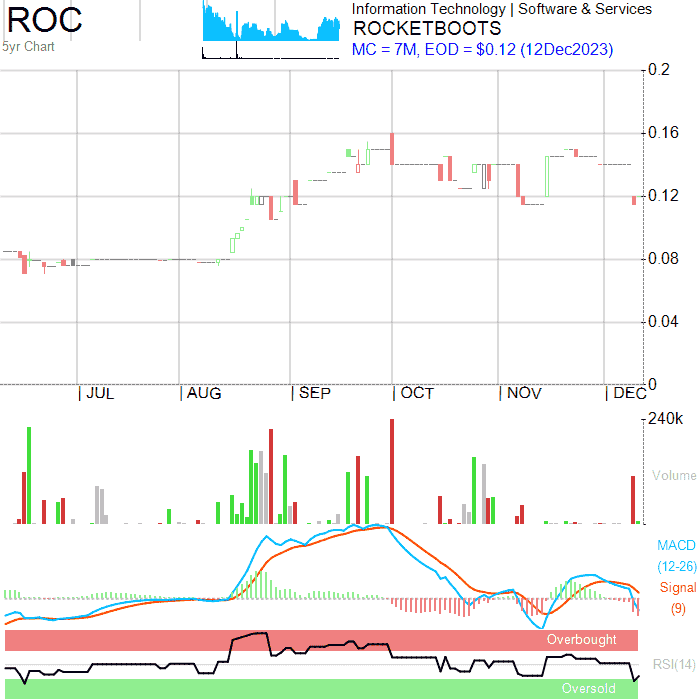 ROC
5yr Chart
Information Technology | Software & Services
ROCKETBOOTS
MC = 7M, EOD = $0.12 (12Dec2023)
0.2
0.16
0.12
0.08
0.04
0
| JUL | AUG | SEP | OCT | NOV | DEC
240k
Volume
MACD
(12-26)
Signal
(9)
Overbought
RSI(14)
Oversold